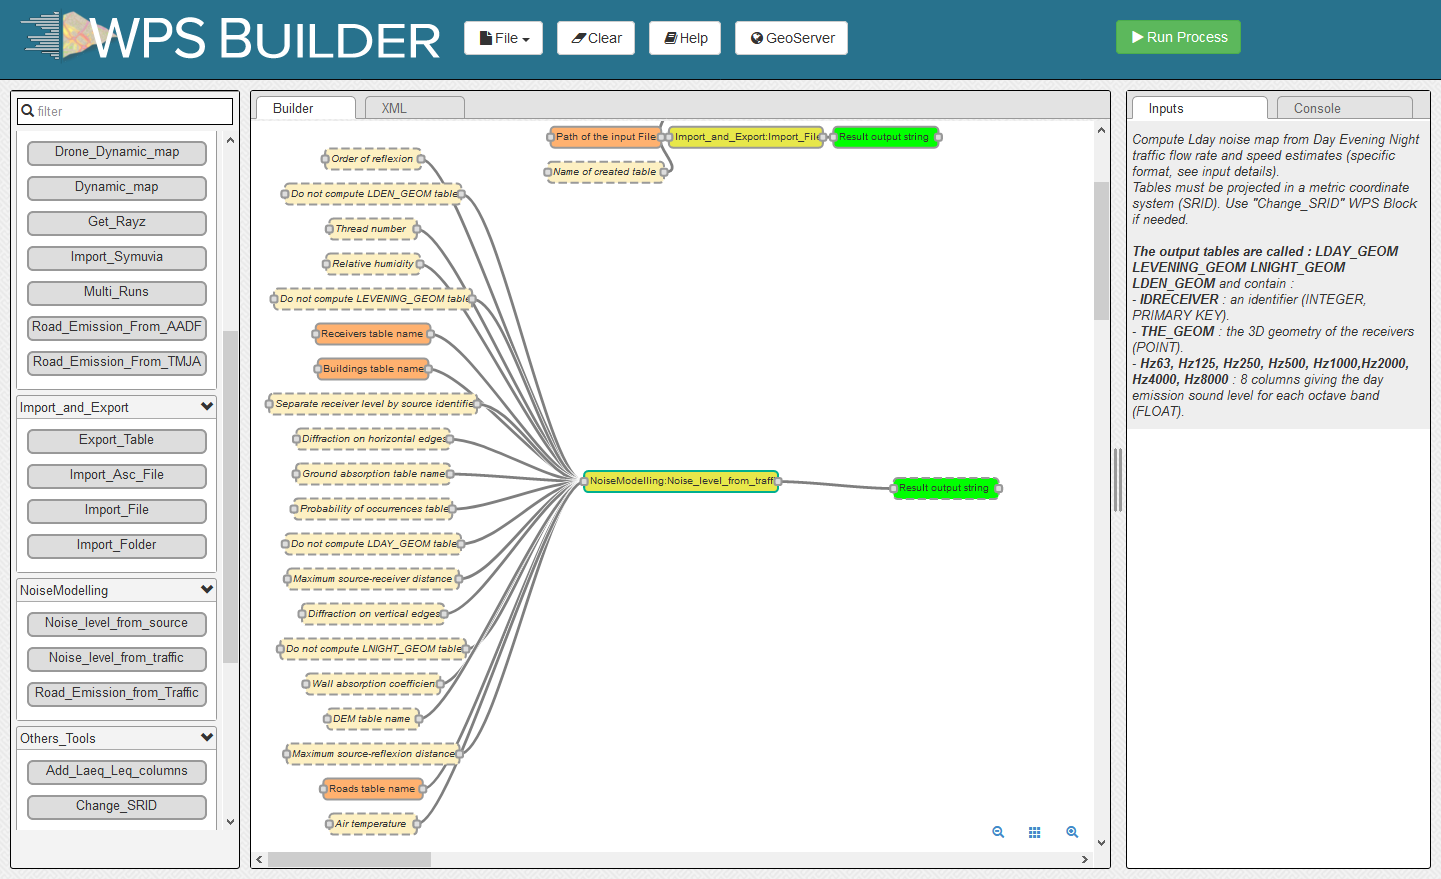 WPS BUILDER
File
Clear
Help
GeoServer
Run Process
filter
Drone_Dynamic_map
Dynamic_map
Get_Rayz
Import_Symuvia
Multi_Runs
Road_Emission_From_AADF
Road_Emission_From_TMJA
Import_and_Export
Export_Table
Import_Asc_File
Import_File
Import_Folder
NoiseModelling
Noise_level_from_source
Noise_level_from_traffic
Road_Emission_from_Traffic
Others_Tools
Add_Laeq_Leq_columns
Change_SRID
Builder
XML
Path of the input File
Import_and_Export:Import_File
Result output string
Name of created table
Order of reflexion
Do not compute LDEN_GEOM table
Thread number
Relative humidity
Do not compute LEVENING_GEOM table
Receivers table name
Buildings table name
Separate receiver level by source identifie
Diffraction on horizontal edges
Ground absorption table name
Probability of occurrences table
Do not compute LDAY_GEOM table
Maximum source-receiver distance
Diffraction on vertical edges
Do not compute LNIGHT_GEOM table
Wall absorption coefficien
DEM table name
Maximum source-reflexion distance
Roads table name
Air temperature
NoiseModelling:Noise_level_from_traff
Result output string
Inputs
Console
Compute Lday noise map from Day Evening Night
traffic flow rate and speed estimates (specific
format, see input details).
Tables must be projected in a metric coordinate
system (SRID). Use "Change_SRID" WPS Block
if needed.
The output tables are called : LDAY_GEOM
LEVENING_GEOM LNIGHT_GEOM
LDEN_GEOM and contain :
- IDRECEIVER : an identifier (INTEGER,
PRIMARY KEY).
- THE_GEOM : the 3D geometry of the receivers
(POINT).
- Hz63, Hz125, Hz250, Hz500, Hz1000,Hz2000,
Hz4000, Hz8000 : 8 columns giving the day
emission sound level for each octave band
(FLOAT).